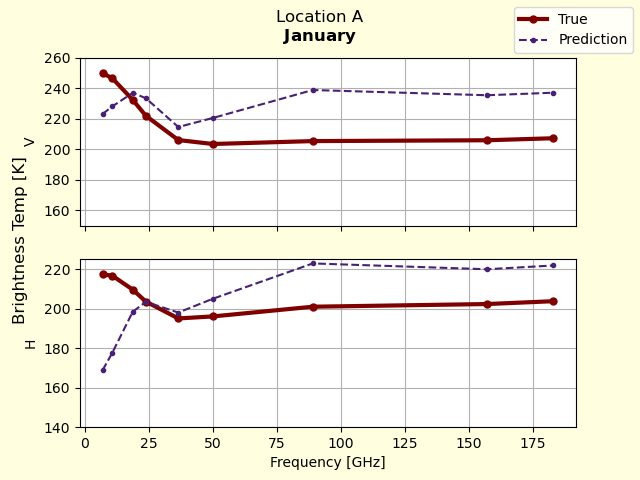 Location A
January
True
Prediction
Brightness Temp [K]
V
260
240
220
200
180
160
H
220
200
180
160
140
0
25
50
75
100
125
150
175
Frequency [GHz]